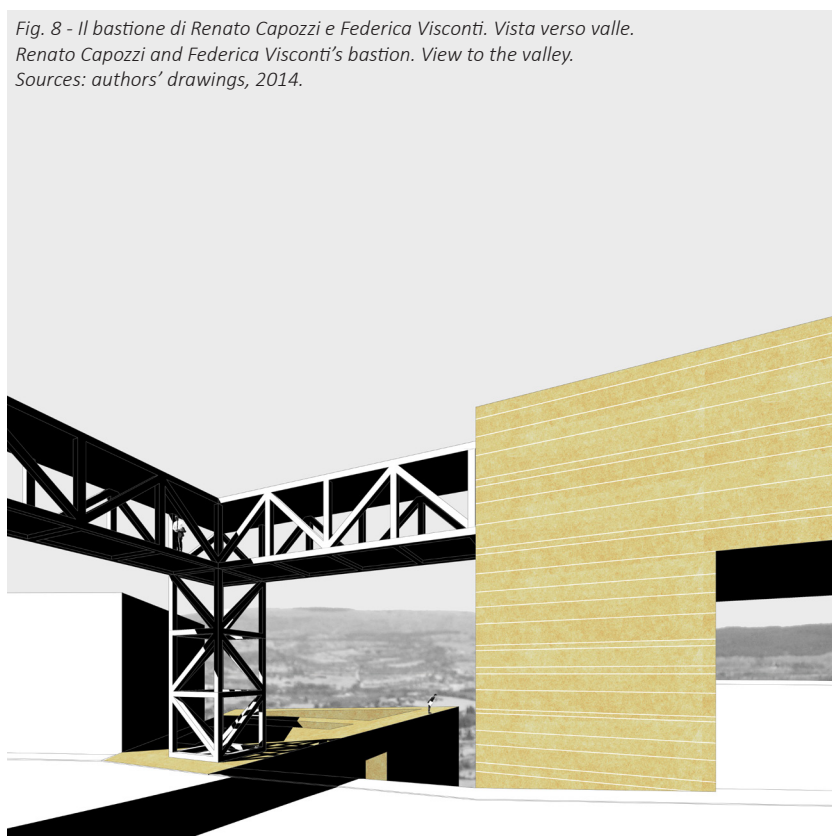 Fig. 8 - Il bastione di Renato Capozzi e Federica Visconti. Vista verso valle.
Renato Capozzi and Federica Visconti's bastion. View to the valley.
Sources: authors' drawings, 2014.